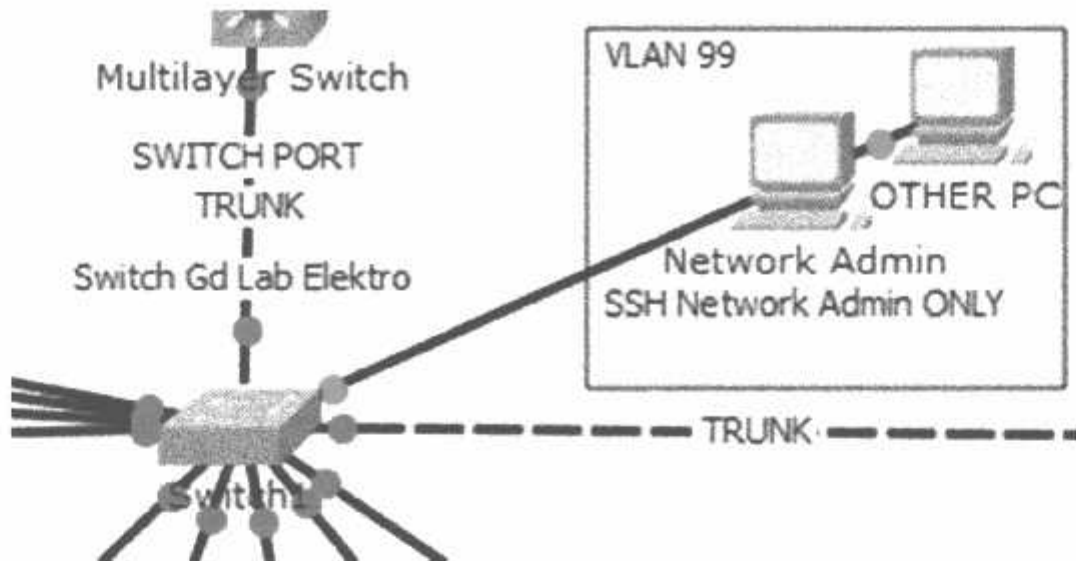 Multilayer Switch
SWITCH PORT
TRUNK
Switch Gd Lab Elektro
Switch1
TRUNK
VLAN 99
OTHER PC
Network Admin
SSH Network Admin ONLY